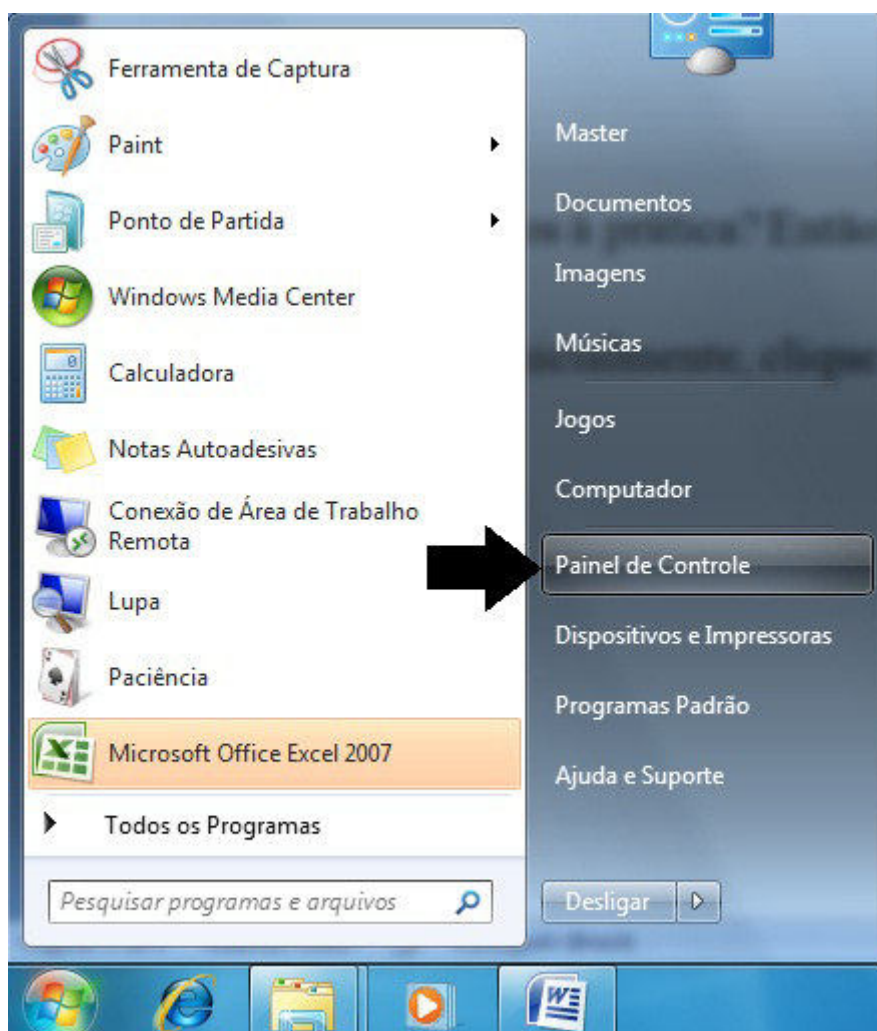 Ferramenta de Captura
Paint
Ponto de Partida
Windows Media Center
Calculadora
Notas Autoadesivas
Conexão de Área de Trabalho
Remota
Lupa
Paciência
Microsoft Office Excel 2007
Todos os Programas
Pesquisar programas e arquivos
Master
Documentos
Imagens
Músicas
Jogos
Computador
Painel de Controle
Dispositivos e Impressoras
Programas Padrão
Ajuda e Suporte
Desligar